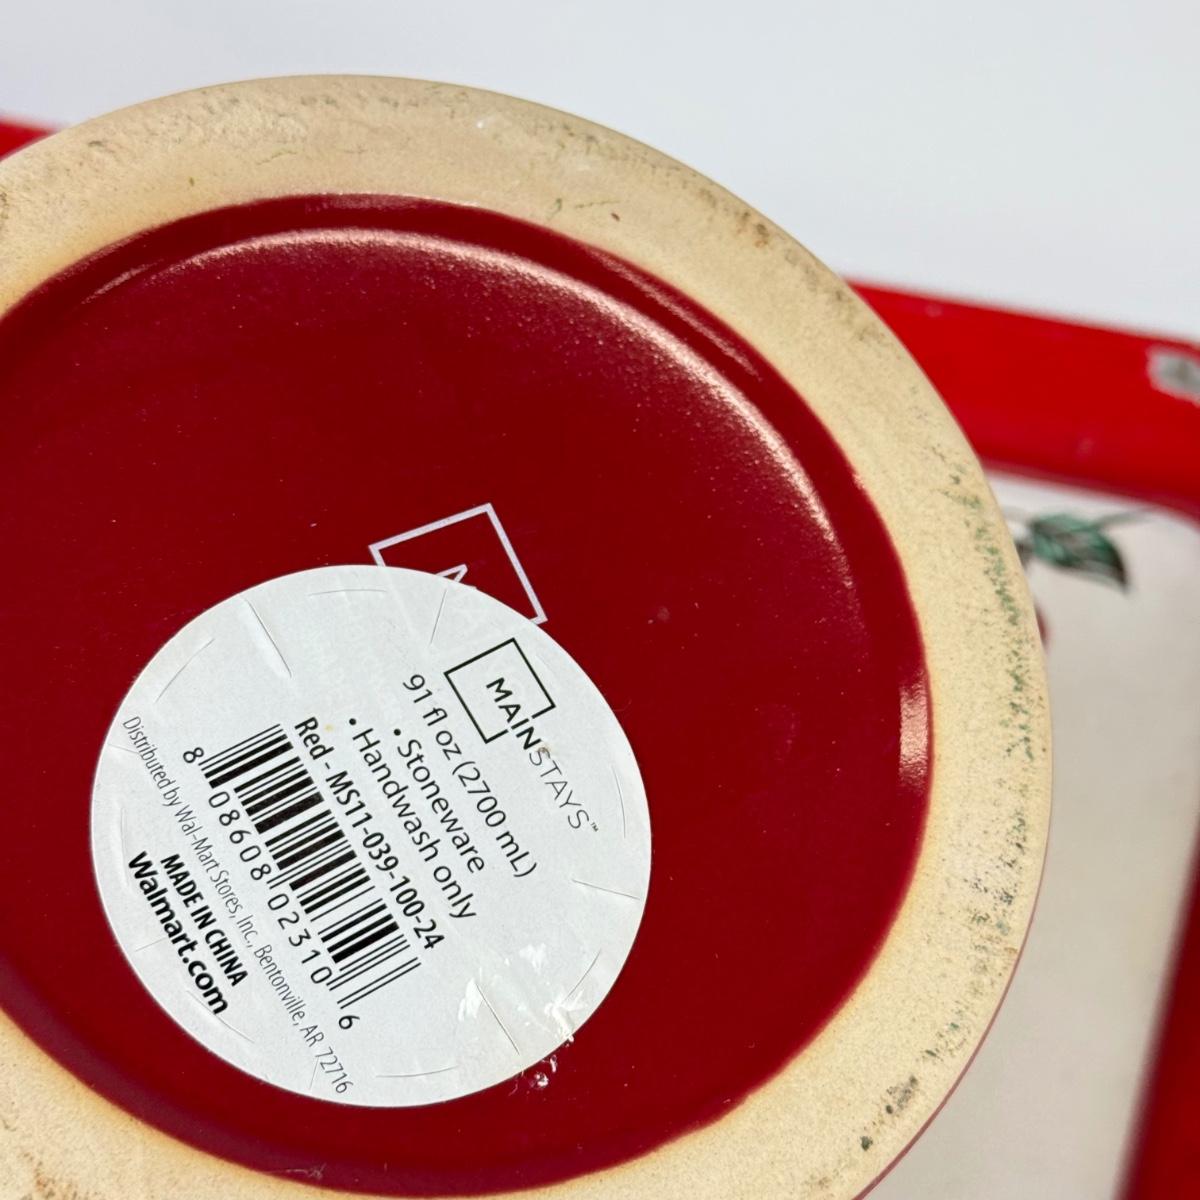 MAINSTAYS™
91 fl oz (2700 mL)
• Stoneware
• Handwash only
Red - MS11-039-100-24
8 08608 02310 6
Distributed by Wal-Mart Stores, Inc., Bentonville, AR 72716
MADE IN CHINA
Walmart.com